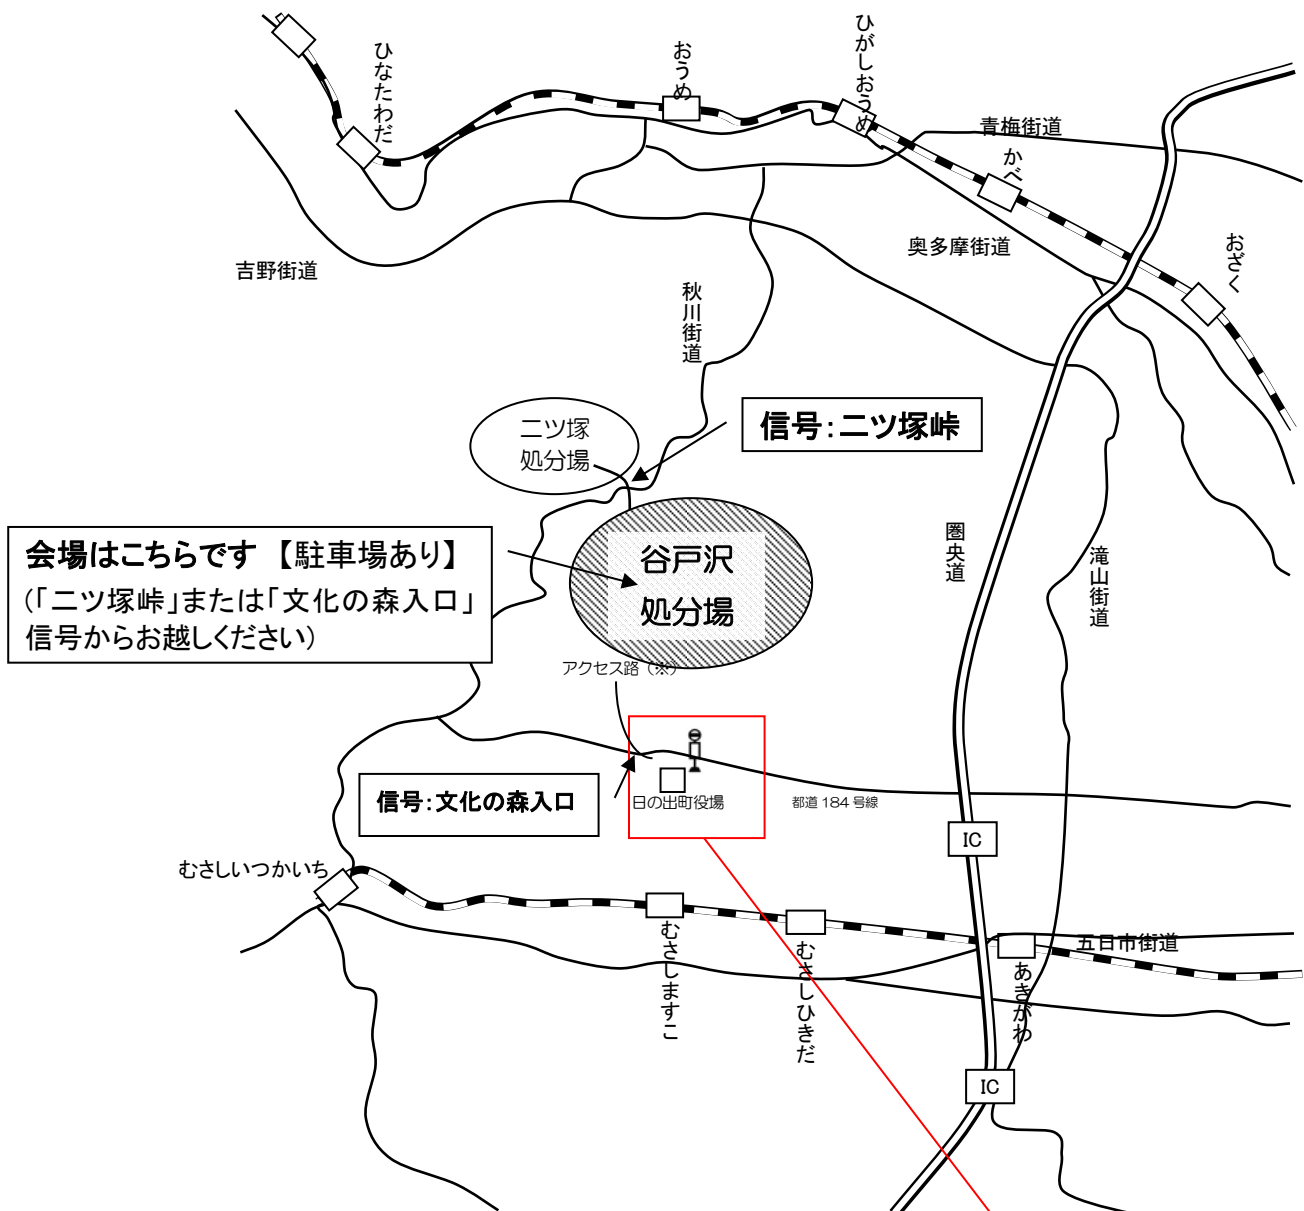 ひなたわだ
おうめ
ひがしおうめ
青梅街道
かべ
奥多摩街道
おざく
吉野街道
秋川街道
二ツ塚
処分場
信号：二ツ塚峠
会場はこちらです 【駐車場あり】
（「二ツ塚峠」または「文化の森入口」
信号からお越しください）
谷戸沢
処分場
圏央道
滝山街道
アクセス路（※）
信号：文化の森入口
日の出町役場
都道 184 号線
IC
むさしいつかいち
むさしますこ
むさしひきだ
五日市街道
あきがわ
IC